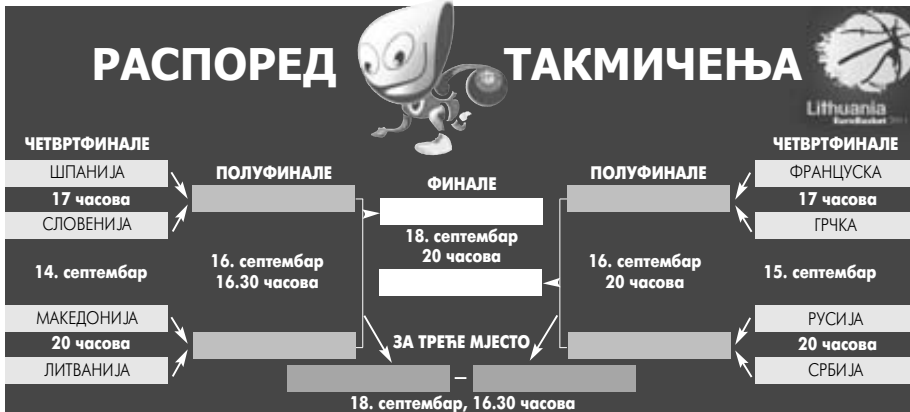 РАСПОРЕД ТАКМИЧЕЊА
Lithuania
EuroBasket 2011
ЧЕТВРТФИНАЛЕ
ШПАНИЈА
17 часова
СЛОВЕНИЈА
14. септембар
МАКЕДОНИЈА
20 часова
ЛИТВАНИЈА
ПОЛУФИНАЛЕ
16. септембар
16.30 часова
ФИНАЛЕ
18. септембар
20 часова
ЗА ТРЕЋЕ МЈЕСТО
–
18. септембар, 16.30 часова
ПОЛУФИНАЛЕ
16. септембар
20 часова
ЧЕТВРТФИНАЛЕ
ФРАНЦУСКА
17 часова
ГРЧКА
15. септембар
РУСИЈА
20 часова
СРБИЈА